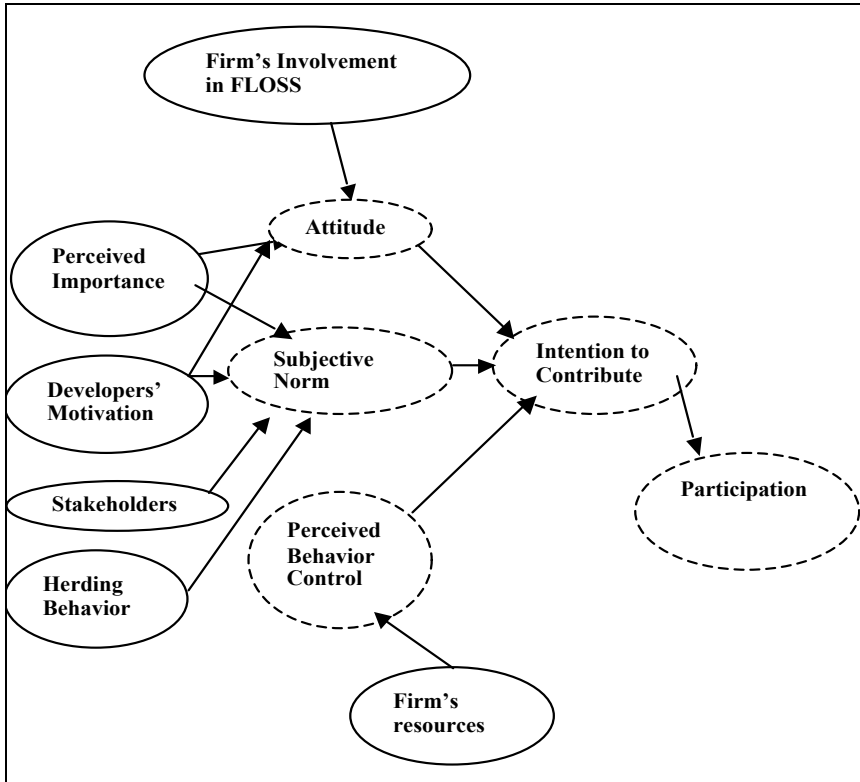 Firm’s Involvement
in FLOSS
Attitude
Perceived
Importance
Subjective
Norm
Intention to
Contribute
Developers’
Motivation
Stakeholders
Participation
Perceived
Behavior
Control
Herding
Behavior
Firm’s
resources